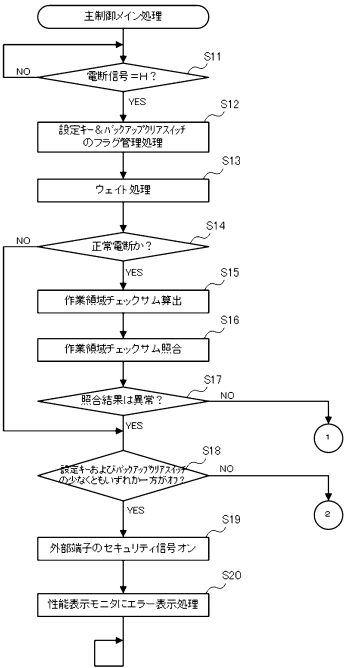 主制御メイン処理
S11
電断信号=H?
NO
YES
S12
設定キー&バックアップクリアスイッチ
のフラグ管理処理
S13
ウェイト処理
S14
NO
正常電断か?
YES
S15
作業領域チェックサム算出
S16
作業領域チェックサム照合
S17
照合結果は異常?
NO
YES
1
S18
設定キーおよびバックアップクリアスイッチ
の少なくともいずれか一方がオフ?
NO
YES
2
S19
外部端子のセキュリティ信号オン
S20
性能表示モニタにエラー表示処理